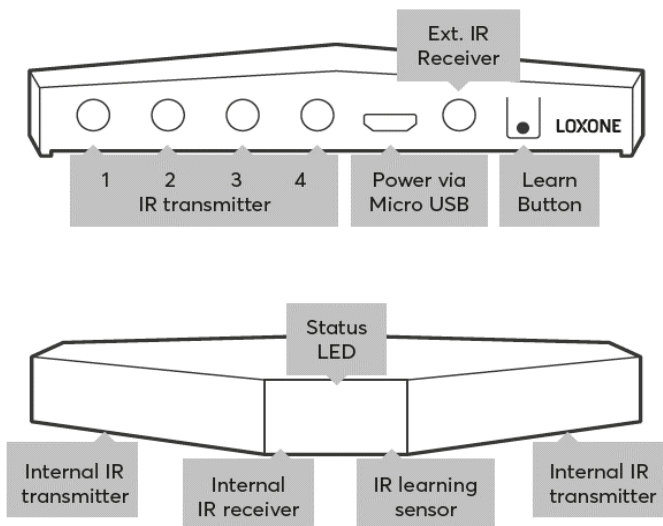 Ext. IR
Receiver
LOXONE
1 2 3 4
IR transmitter
Power via
Micro USB
Learn
Button
Status
LED
Internal IR
transmitter
Internal
IR receiver
IR learning
sensor
Internal IR
transmitter